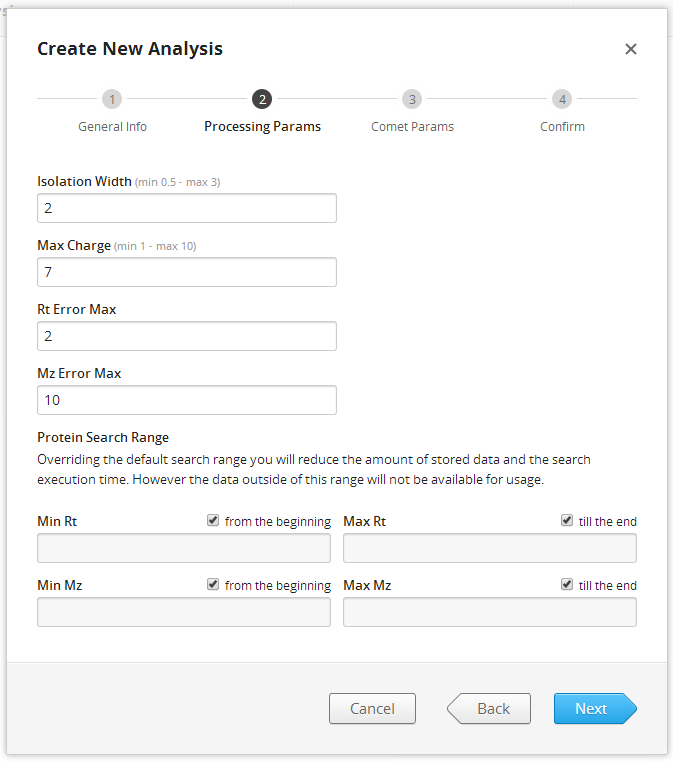 Create New Analysis
1 2 3 4
General Info Processing Params Comet Params Confirm
Isolation Width (min 0.5 - max 3)
2
Max Charge (min 1 - max 10)
7
Rt Error Max
2
Mz Error Max
10
Protein Search Range
Overriding the default search range you will reduce the amount of stored data and the search
execution time. However the data outside of this range will not be available for usage.
Min Rt from the beginning Max Rt till the end
Min Mz from the beginning Max Mz till the end
Cancel Back Next